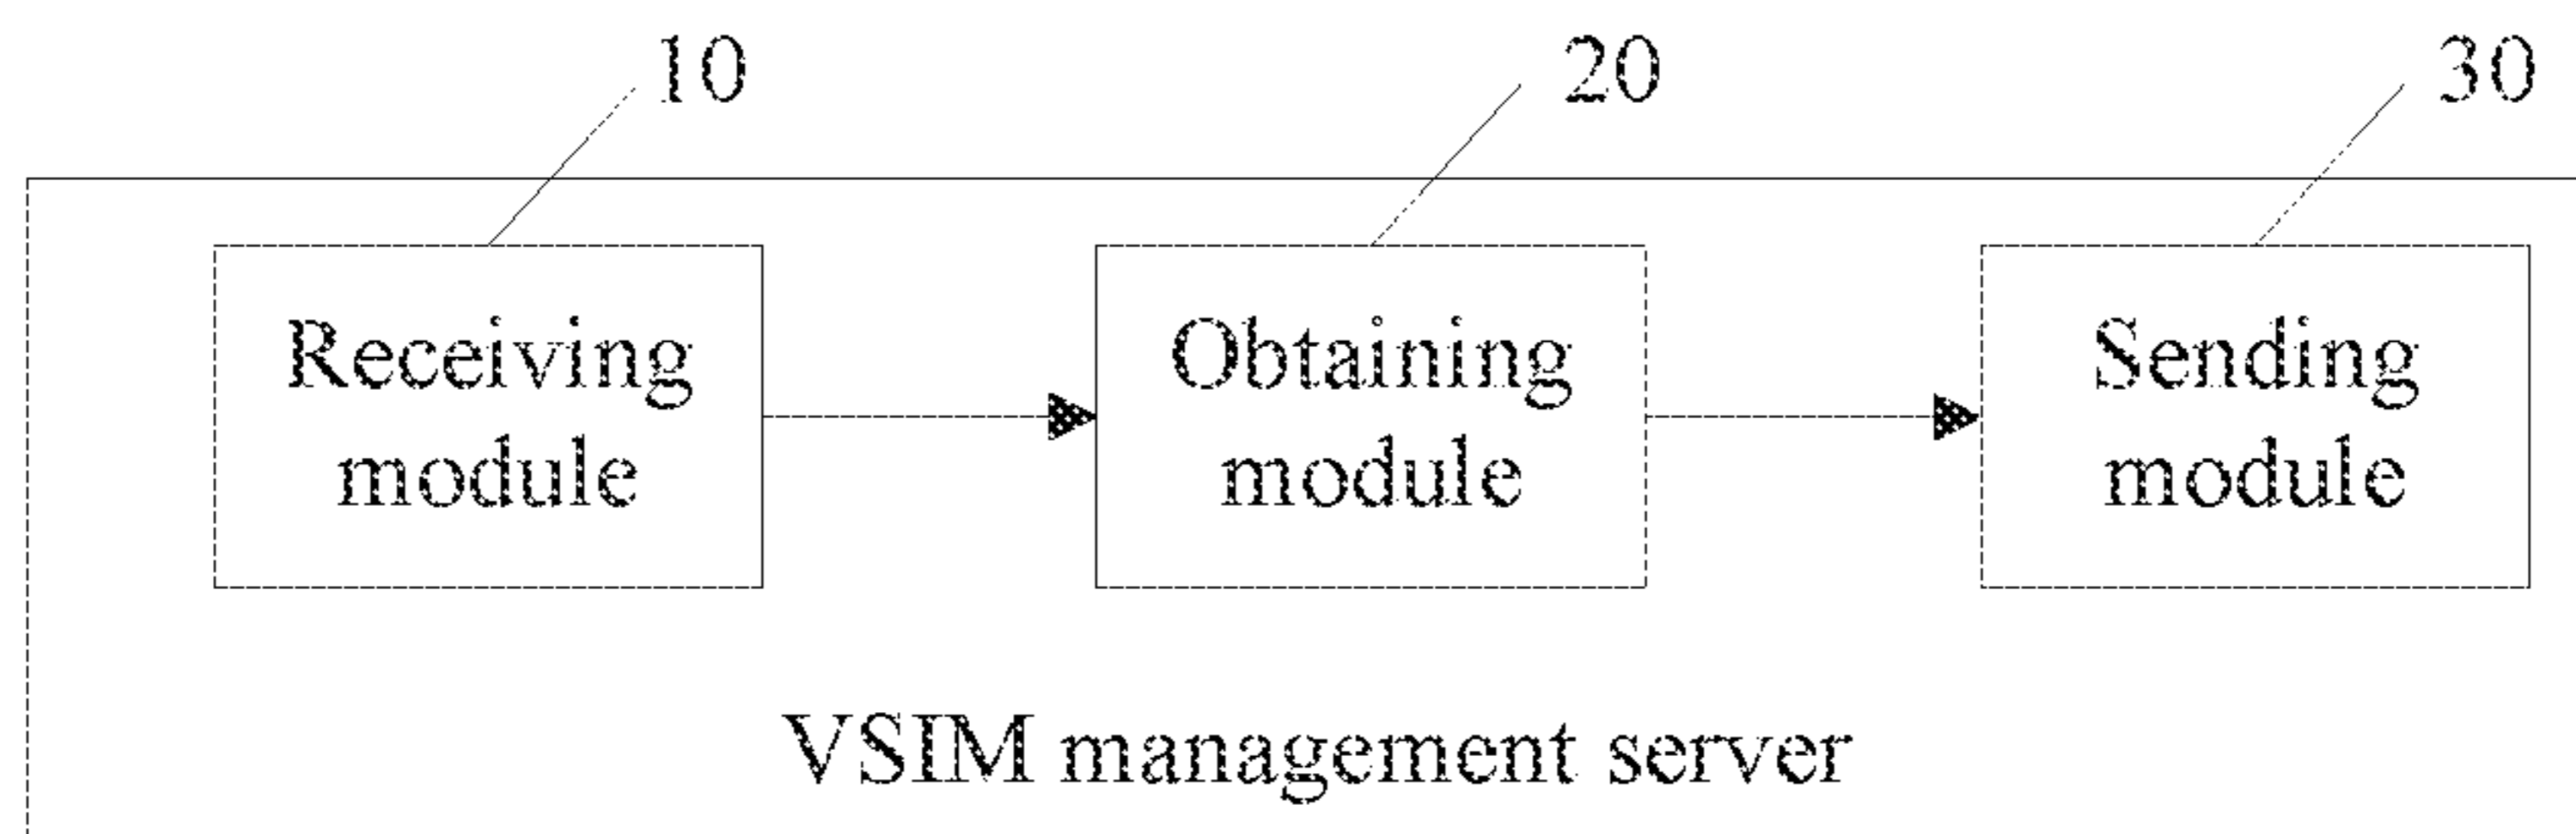 10
20
30
Receiving
module
Obtaining
module
Sending
module
VSIM management server